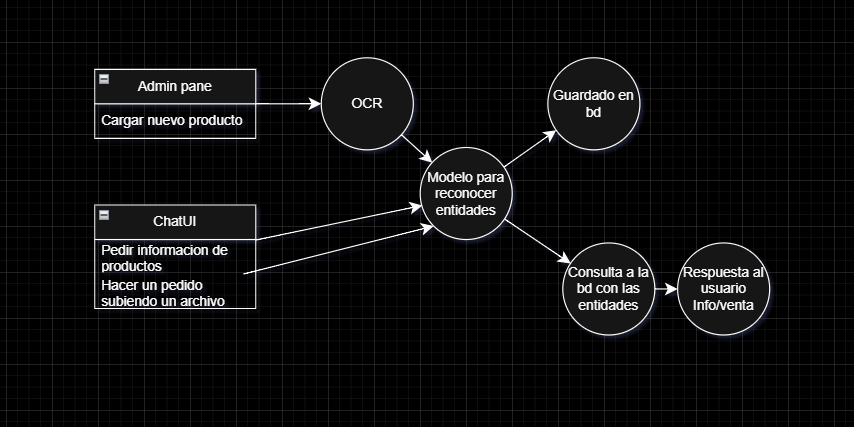 Admin pane
Cargar nuevo producto
OCR
Guardado en
bd
Modelo para
reconocer
entidades
ChatUI
Pedir informacion de
productos
Hacer un pedido
subiendo un archivo
Consulta a la
bd con las
entidades
Respuesta al
usuario
Info/venta